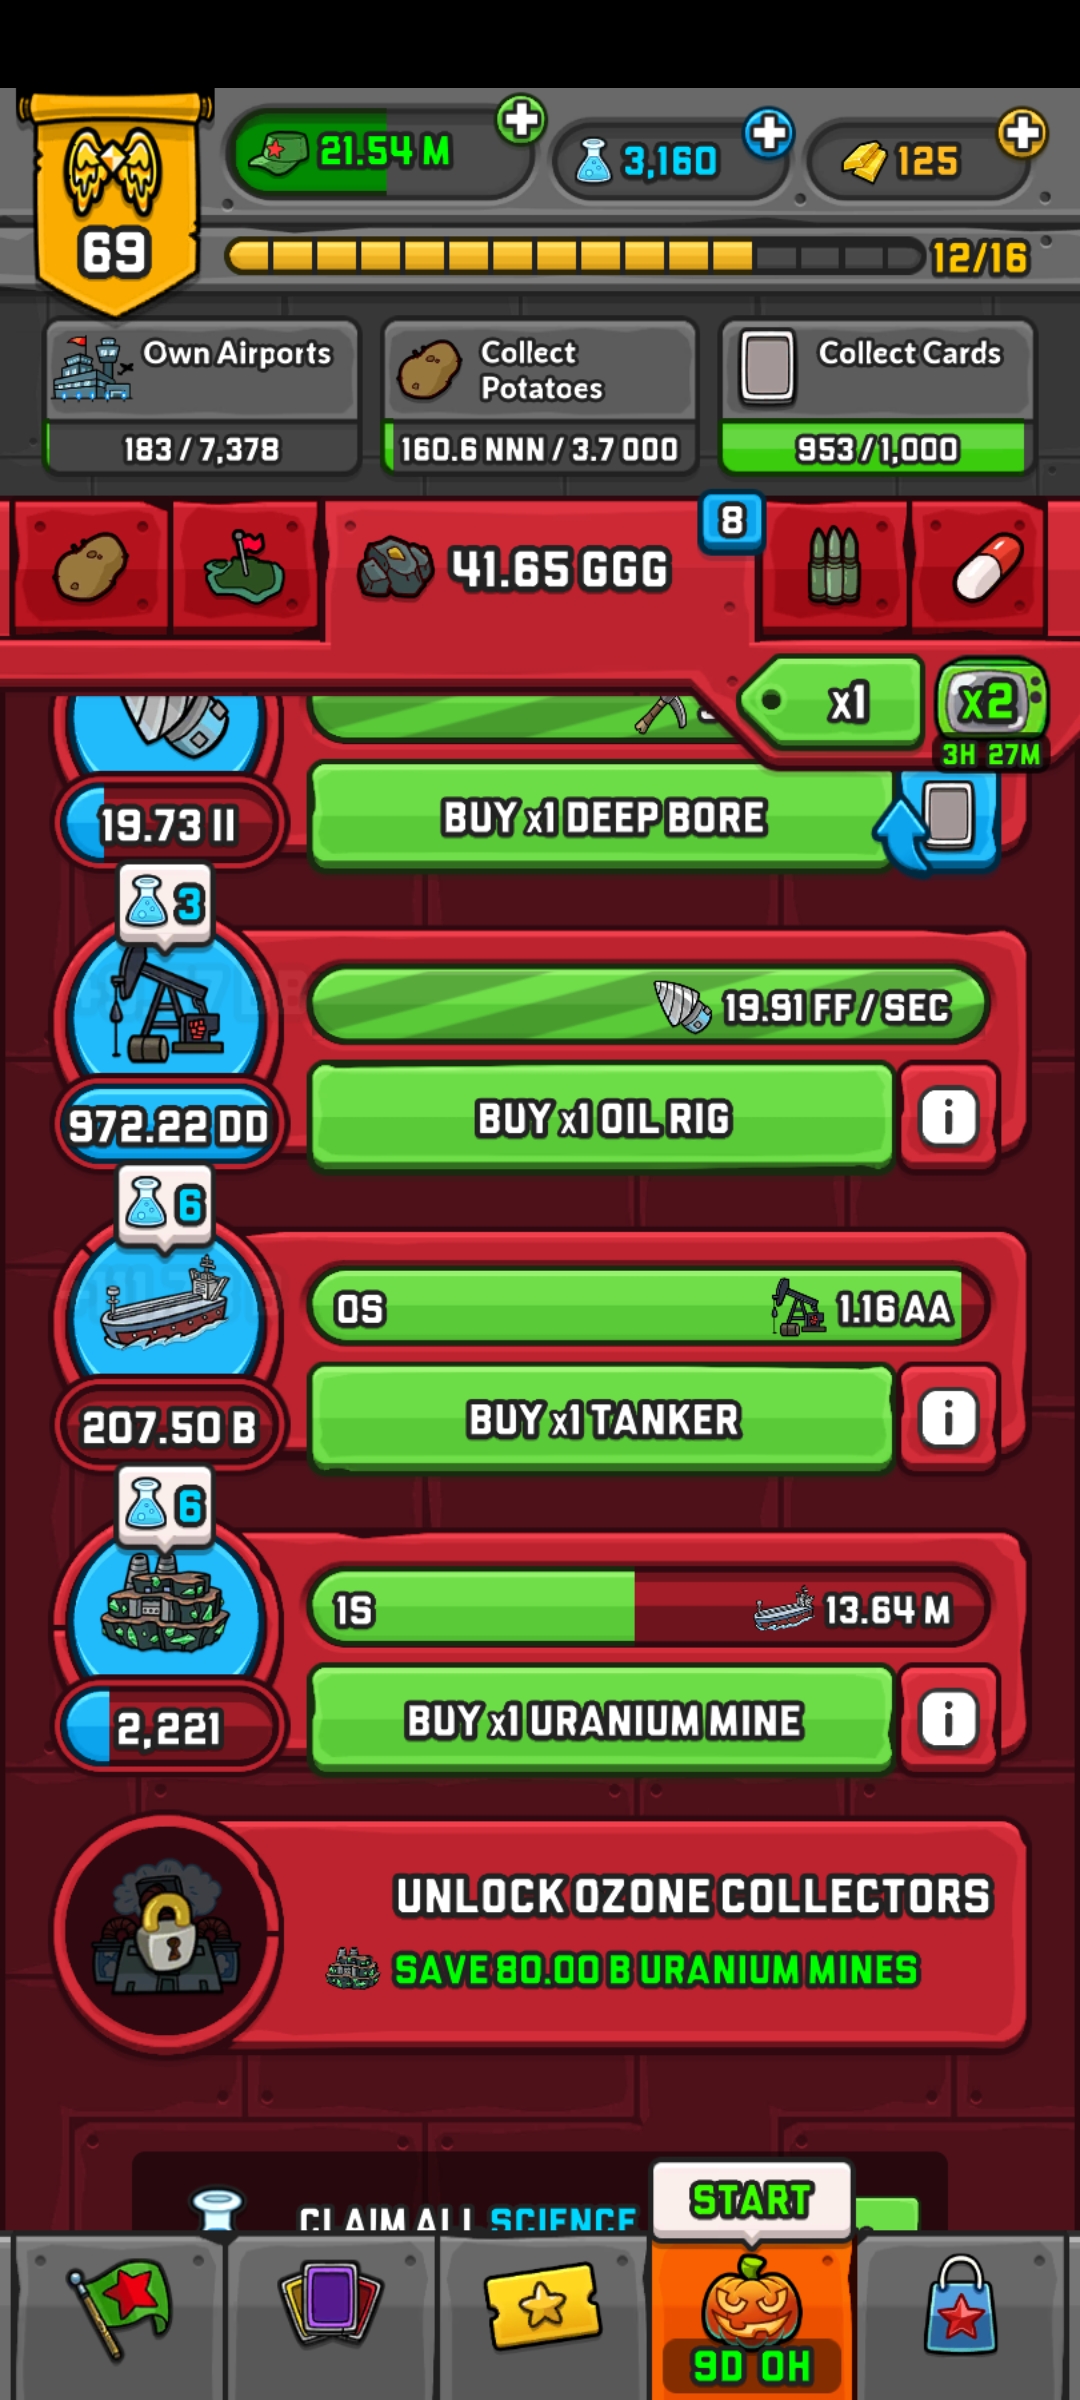 69
21.54 M
3,160
125
12/16
Own Airports
183 / 7,378
Collect
Potatoes
160.6 NNN / 3.7 000
Collect Cards
953 / 1,000
41.65 GGG
8
x1
x2
3H 27M
19.73 II
BUY x1 DEEP BORE
3
19.91 FF / SEC
972.22 DD
BUY x1 OIL RIG
i
6
0S
1.16 AA
207.50 B
BUY x1 TANKER
i
6
1S
13.64 M
2,221
BUY x1 URANIUM MINE
i
UNLOCK OZONE COLLECTORS
SAVE 80.00 B URANIUM MINES
CLAIM ALL SCIENCE
START
9D 0H